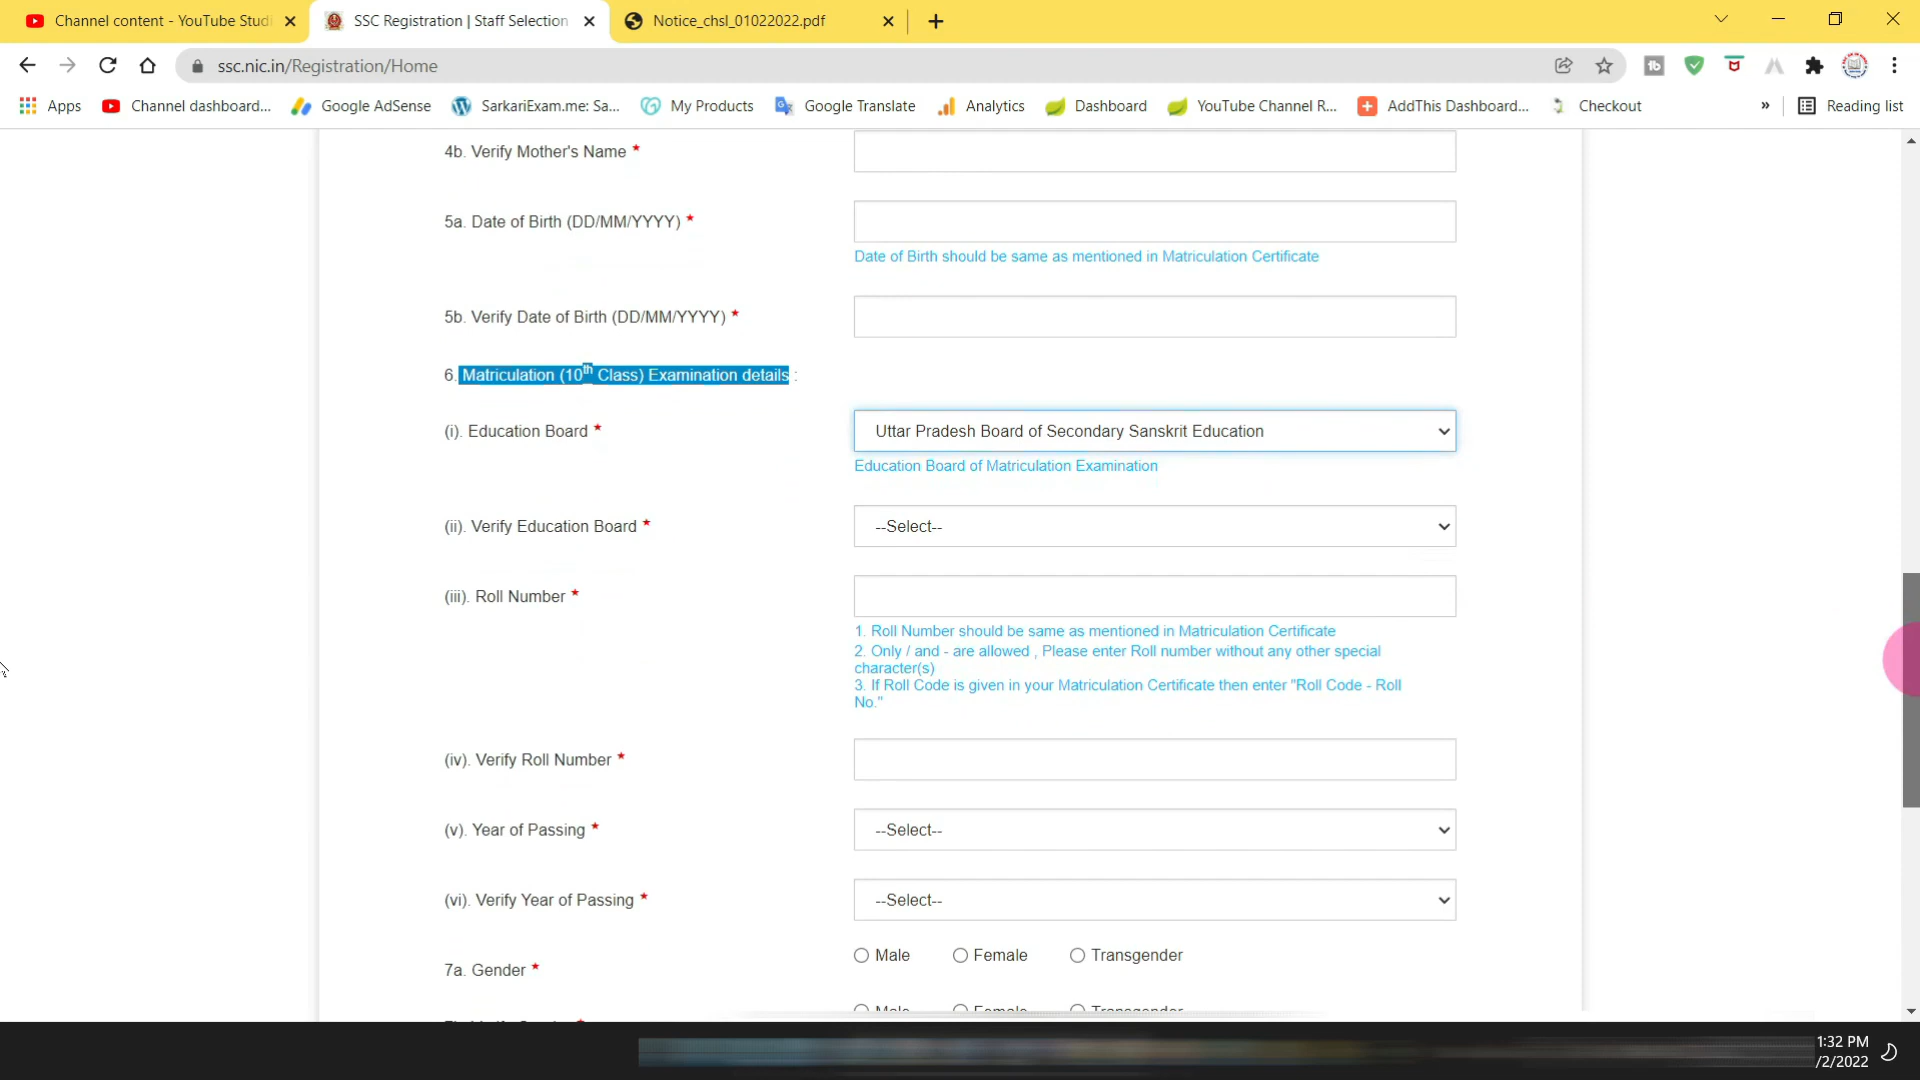 Channel content - YouTube Studi
SSC Registration | Staff Selection
Notice_chsl_01022022.pdf
ssc.nic.in/Registration/Home
Apps
Channel dashboard...
Google AdSense
SarkariExam.me: Sa...
My Products
Google Translate
Analytics
Dashboard
YouTube Channel R...
AddThis Dashboard...
Checkout
»
Reading list
4b. Verify Mother's Name *
5a. Date of Birth (DD/MM/YYYY) *
Date of Birth should be same as mentioned in Matriculation Certificate
5b. Verify Date of Birth (DD/MM/YYYY) *
6. Matriculation (10th Class) Examination details :
(i). Education Board *
Uttar Pradesh Board of Secondary Sanskrit Education
Education Board of Matriculation Examination
(ii). Verify Education Board *
--Select--
(iii). Roll Number *
1. Roll Number should be same as mentioned in Matriculation Certificate
2. Only / and - are allowed , Please enter Roll number without any other special
character(s)
3. If Roll Code is given in your Matriculation Certificate then enter "Roll Code - Roll
No."
(iv). Verify Roll Number *
(v). Year of Passing *
--Select--
(vi). Verify Year of Passing *
--Select--
7a. Gender *
Male
Female
Transgender
Male
Female
Transgender
1:32 PM
/2/2022